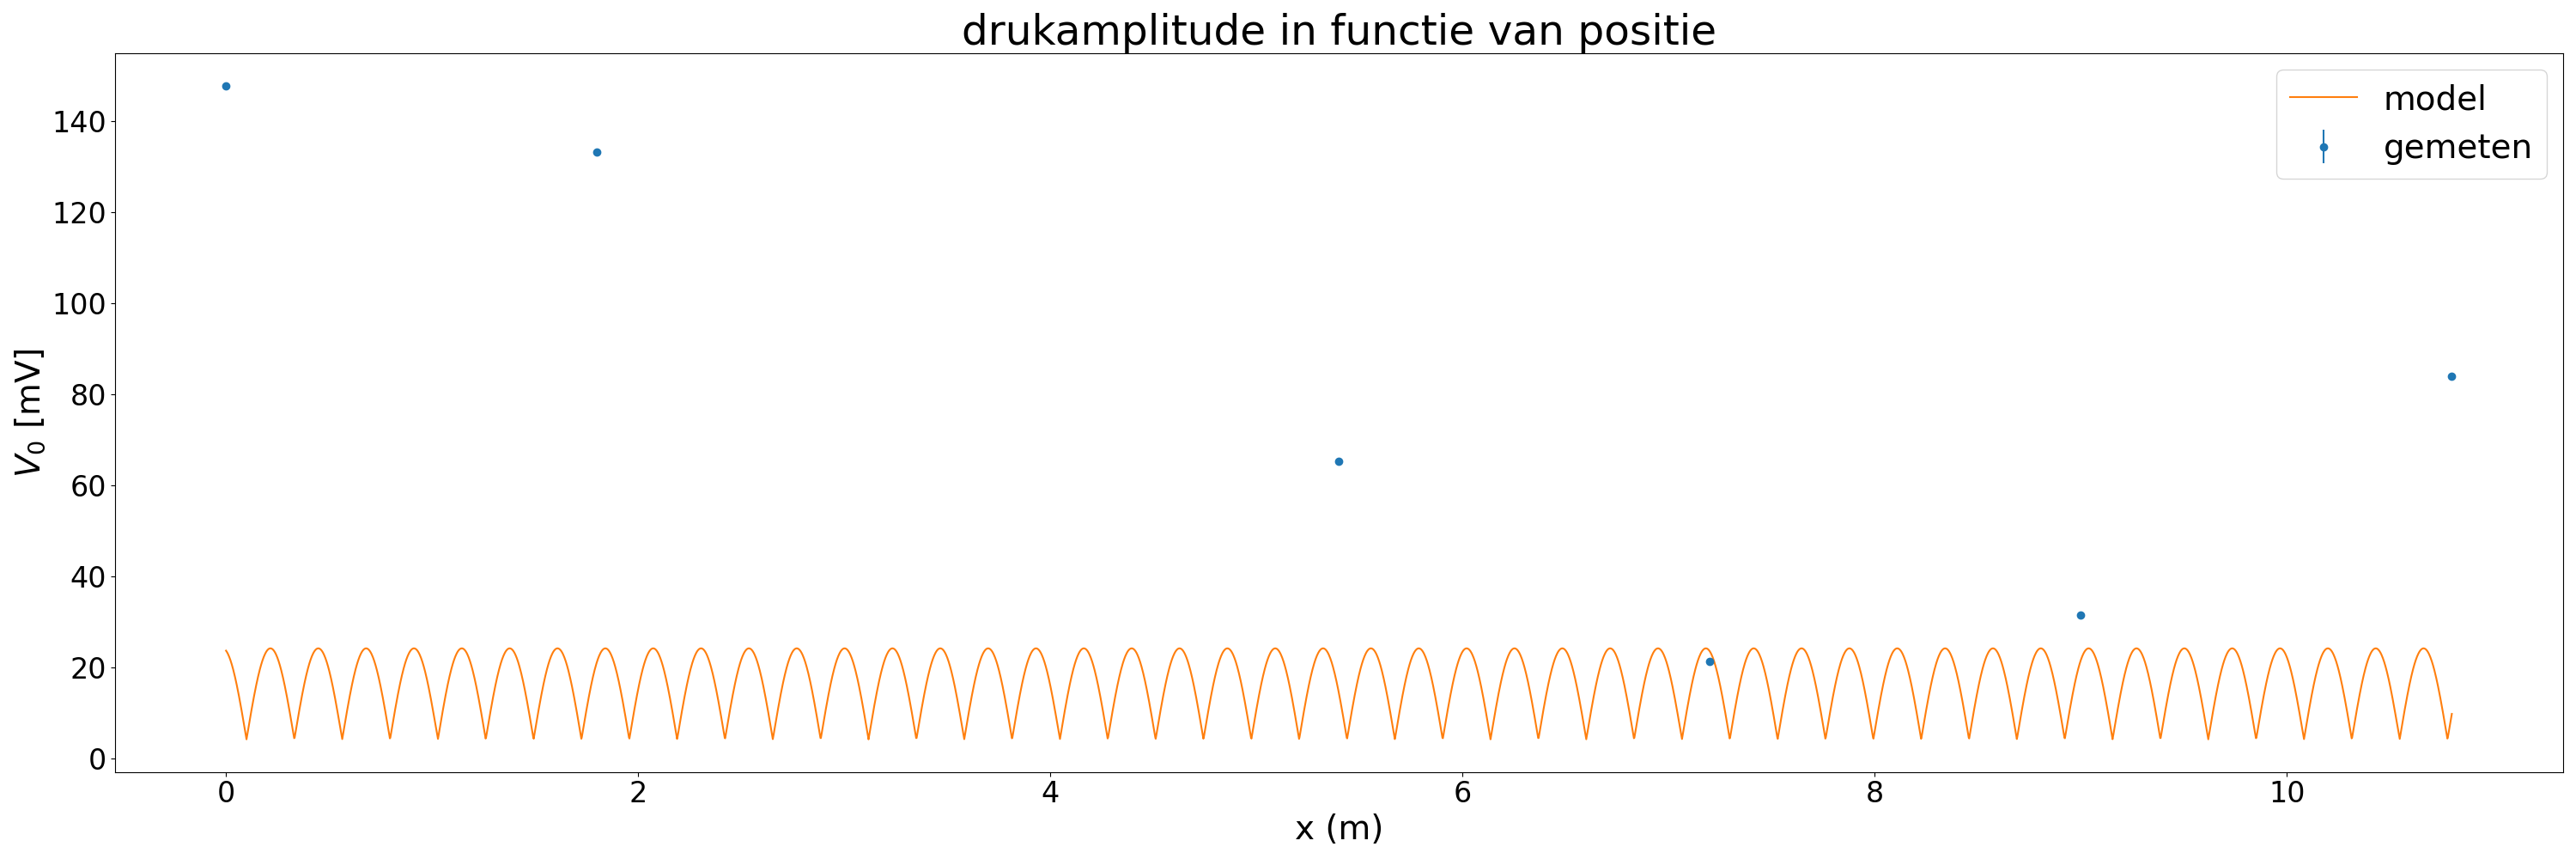 drukamplitude in functie van positie
model
gemeten
V₀ [mV]
140
120
100
80
60
40
20
0
0 2 4 6 8 10
x (m)